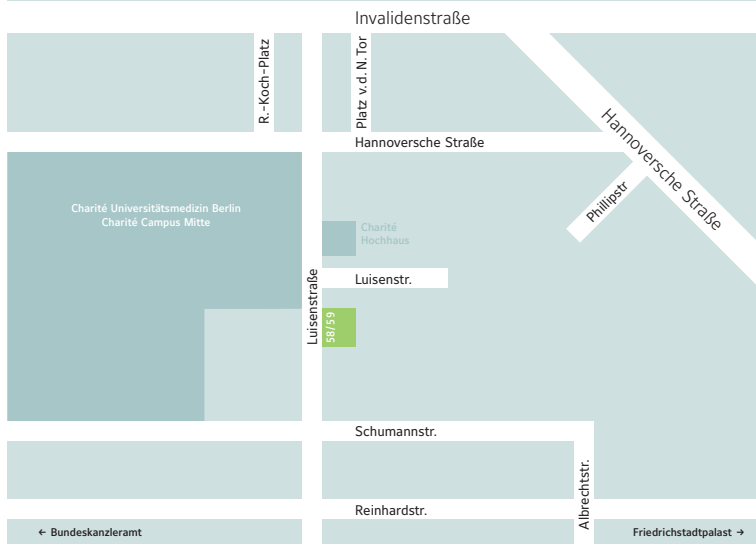 Invalidenstraße
R.-Koch-Platz
Platz v.d.N.Tor
Hannoversche Straße
Hannoversche Straße
Phillipstr
Charité Universitätsmedizin Berlin
Charité Campus Mitte
Charité
Hochhaus
Luisenstr.
Luisenstraße
58/59
Schumannstr.
Albrechtstr.
Reinhardstr.
← Bundeskanzleramt
Friedrichstadtpalast →